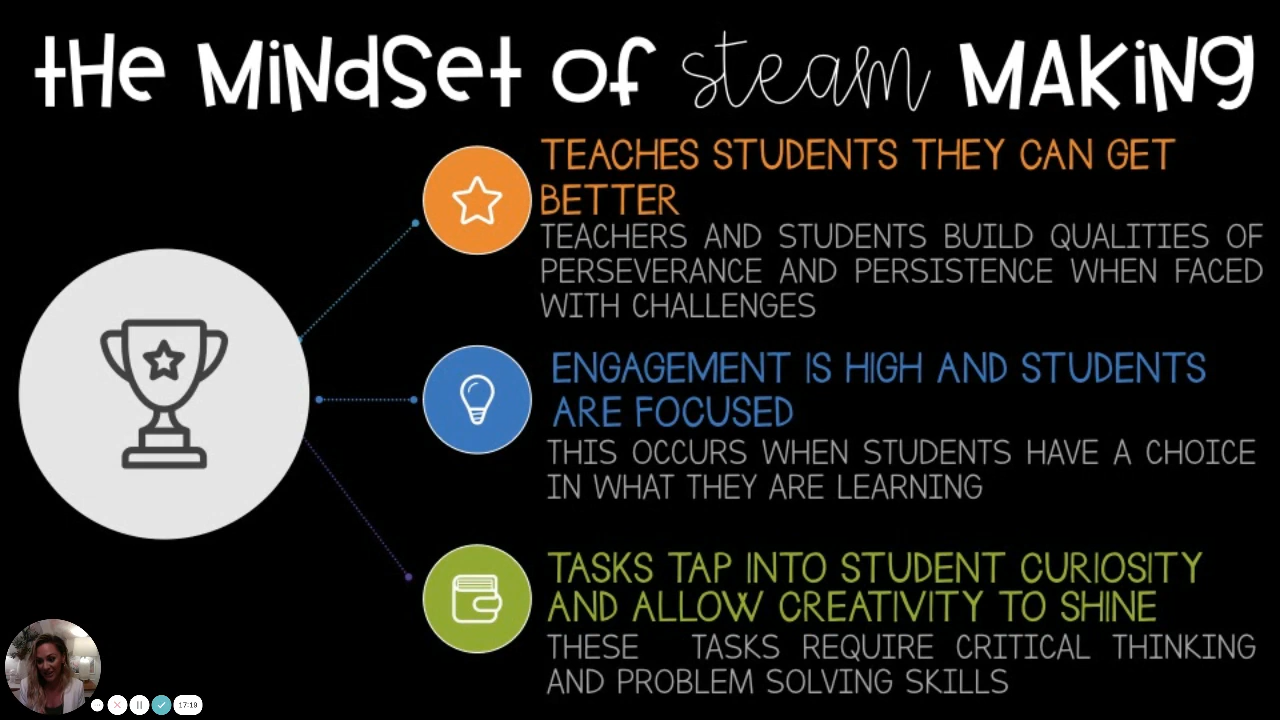 the MiNdSet of steam MAKiNg
TEACHES STUDENTS THEY CAN GET
BETTER
TEACHERS AND STUDENTS BUILD QUALITIES OF
PERSEVERANCE AND PERSISTENCE WHEN FACED
WITH CHALLENGES
ENGAGEMENT IS HIGH AND STUDENTS
ARE FOCUSED
THIS OCCURS WHEN STUDENTS HAVE A CHOICE
IN WHAT THEY ARE LEARNING
TASKS TAP INTO STUDENT CURIOSITY
AND ALLOW CREATIVITY TO SHINE
THESE TASKS REQUIRE CRITICAL THINKING
AND PROBLEM SOLVING SKILLS
17:19